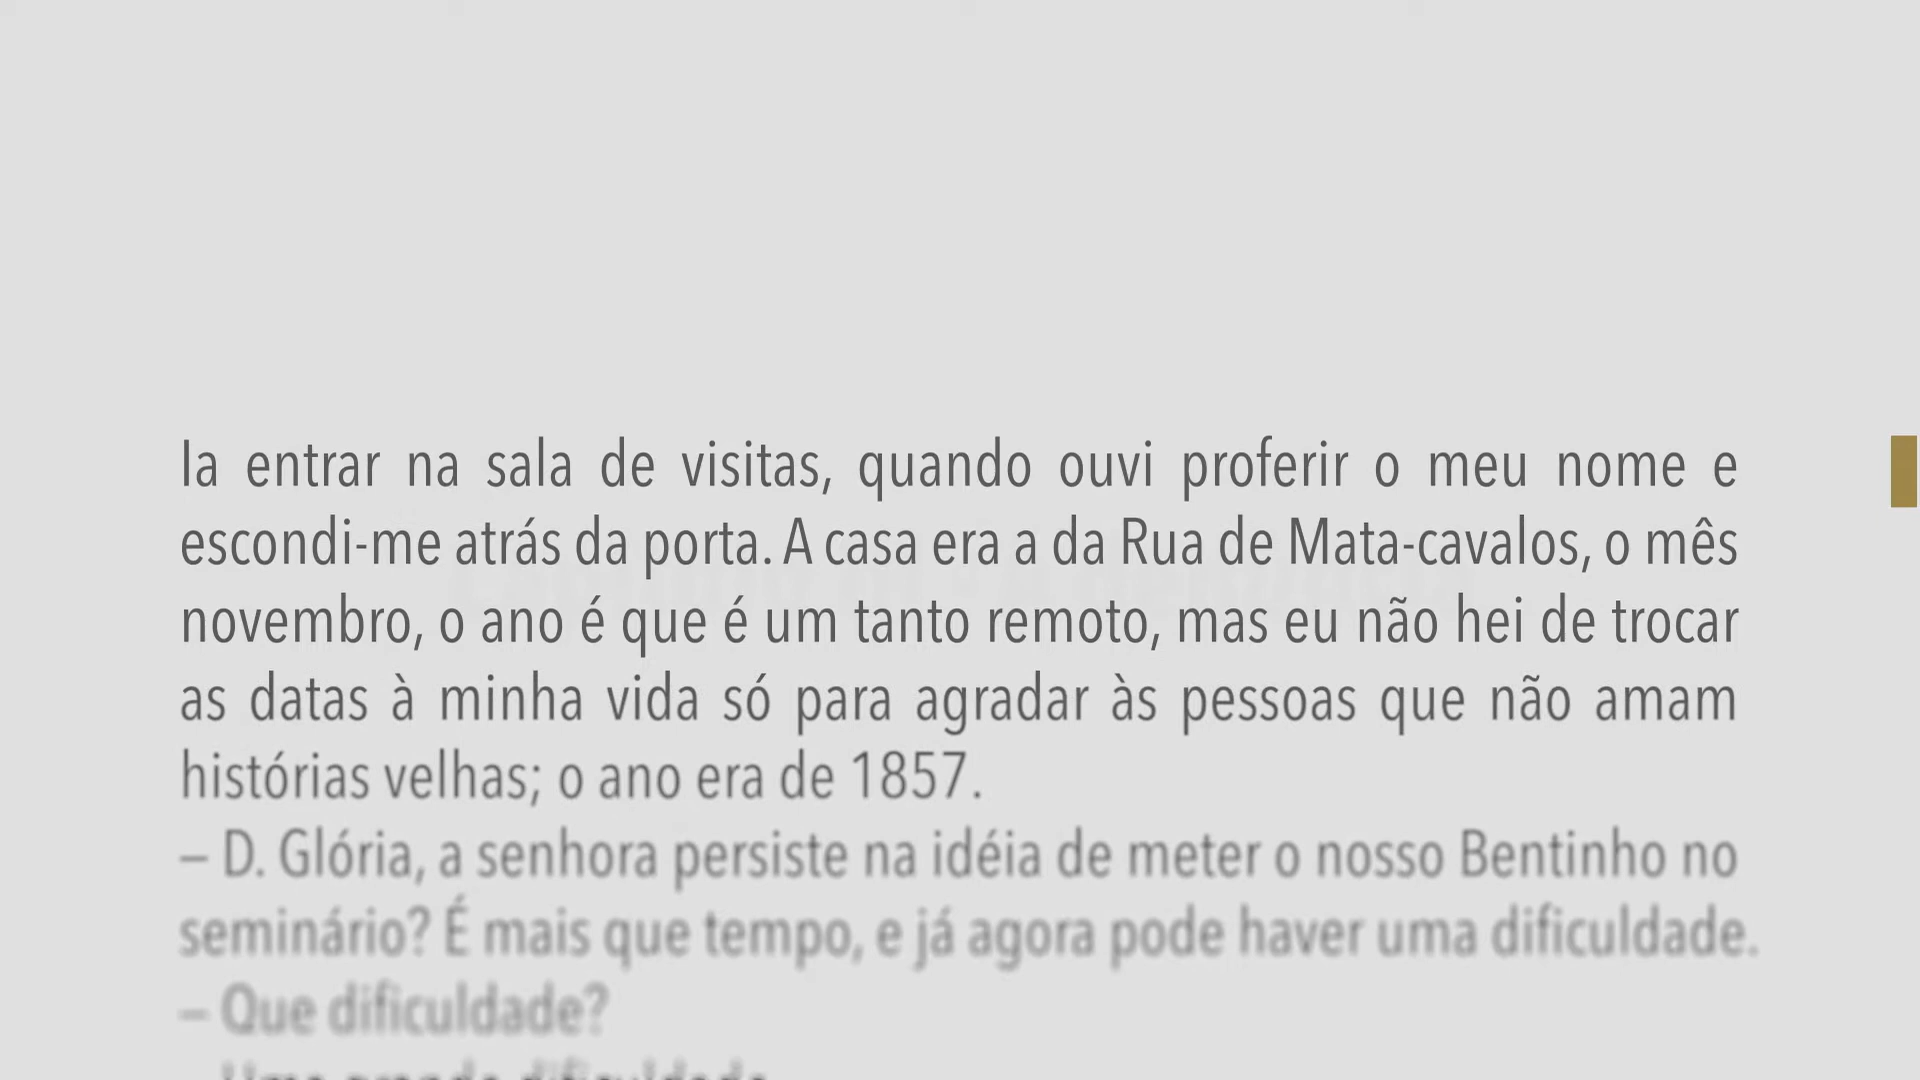 Ia entrar na sala de visitas, quando ouvi proferir o meu nome e
escondi-me atrás da porta. A casa era a da Rua de Mata-cavalos, o mês
novembro, o ano é que é um tanto remoto, mas eu não hei de trocar
as datas à minha vida só para agradar às pessoas que não amam
histórias velhas; o ano era de 1857.
– D. Glória, a senhora persiste na idéia de meter o nosso Bentinho no
seminário? É mais que tempo, e já agora pode haver uma dificuldade.
– Que dificuldade?
– Uma grande dificuldade.